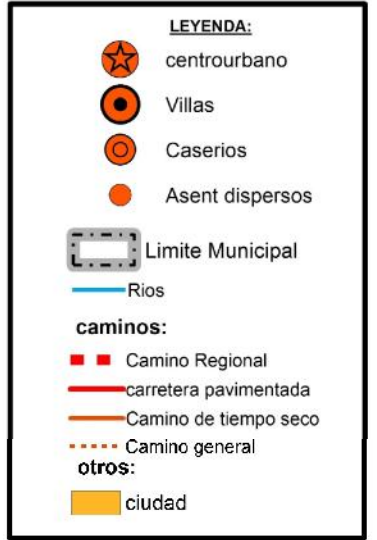 LEYENDA:
centrourbano
Villas
Caserios
Asent dispersos
Limite Municipal
Rios
caminos:
Camino Regional
carretera pavimentada
Camino de tiempo seco
Camino general
otros:
ciudad